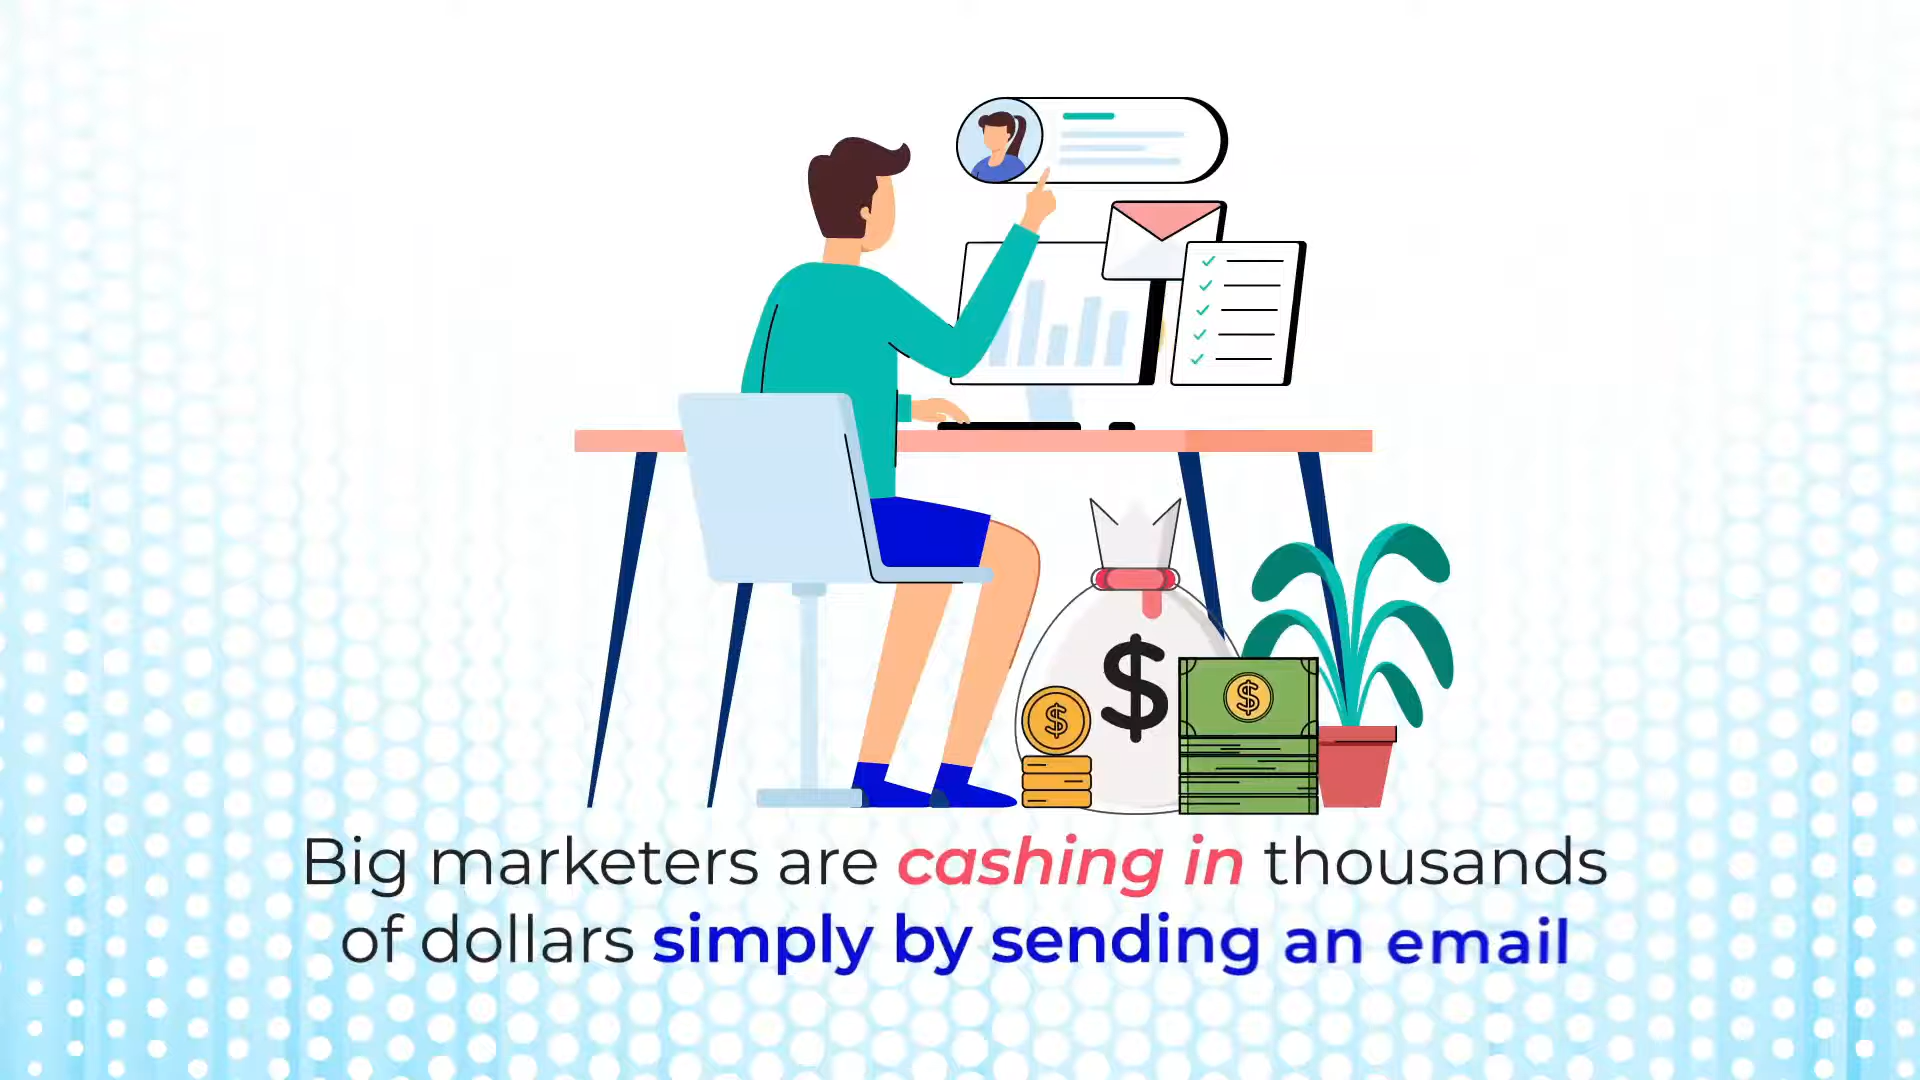 Big marketers are cashing in thousands
of dollars simply by sending an email